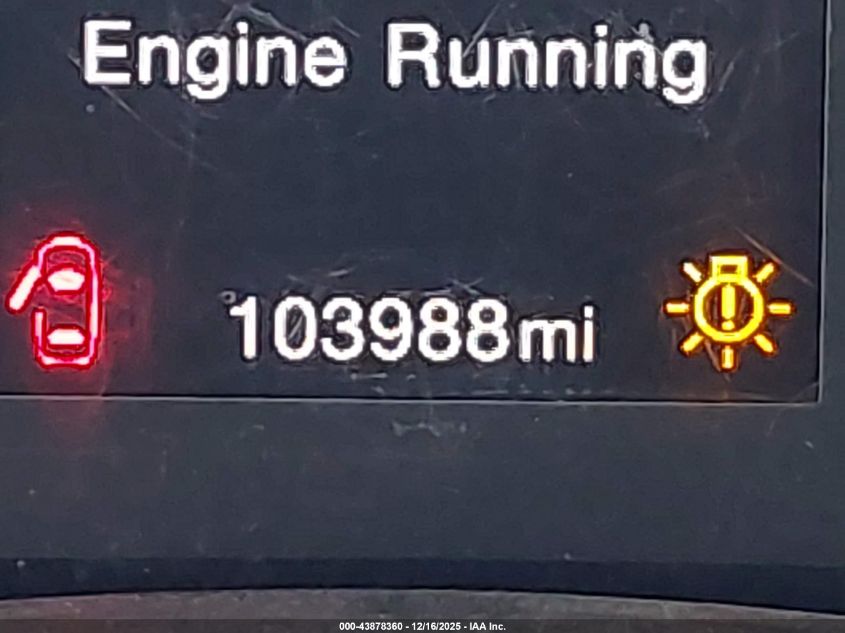 Engine Running
103988mi
000-43878360 - 12/16/2025 - IAA Inc.